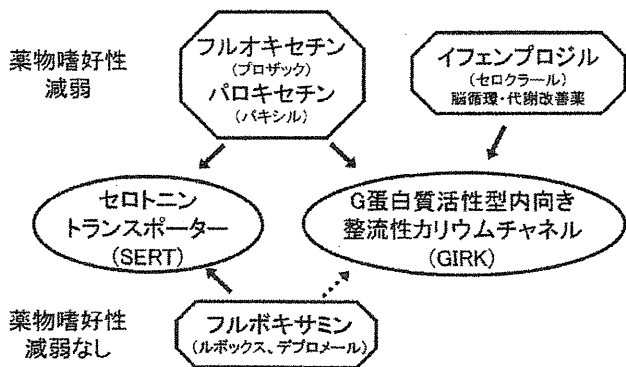 薬物嗜好性
減弱
フルオキセチン
(プロザック)
パロキセチン
(パキシル)
イフェンプロジル
(セロクラール)
脳循環・代謝改善薬
セロトニン
トランスポーター
(SERT)
G蛋白質活性型内向き
整流性カリウムチャネル
(GIRK)
薬物嗜好性
減弱なし
フルボキサミン
(ルボックス、デプロメール)